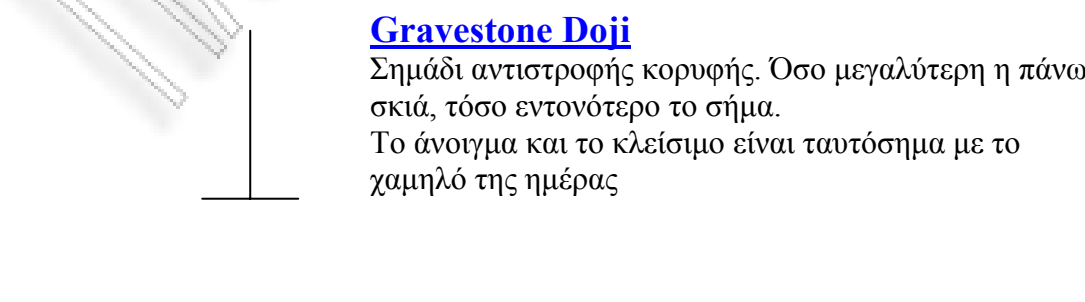 Gravestone Doji
Σημάδι αντιστροφής κορυφής. Όσο μεγαλύτερη η πάνω
σκιά, τόσο εντονότερο το σήμα.
Το άνοιγμα και το κλείσιμο είναι ταυτόσημα με το
χαμηλό της ημέρας